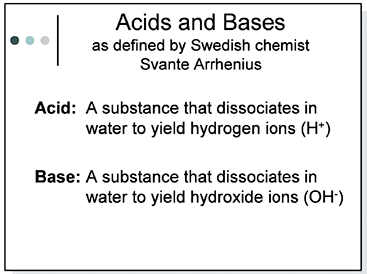 Acids and Bases
as defined by Swedish chemist
Svante Arrhenius
Acid: A substance that dissociates in
water to yield hydrogen ions (H⁺)
Base: A substance that dissociates in
water to yield hydroxide ions (OH⁻)